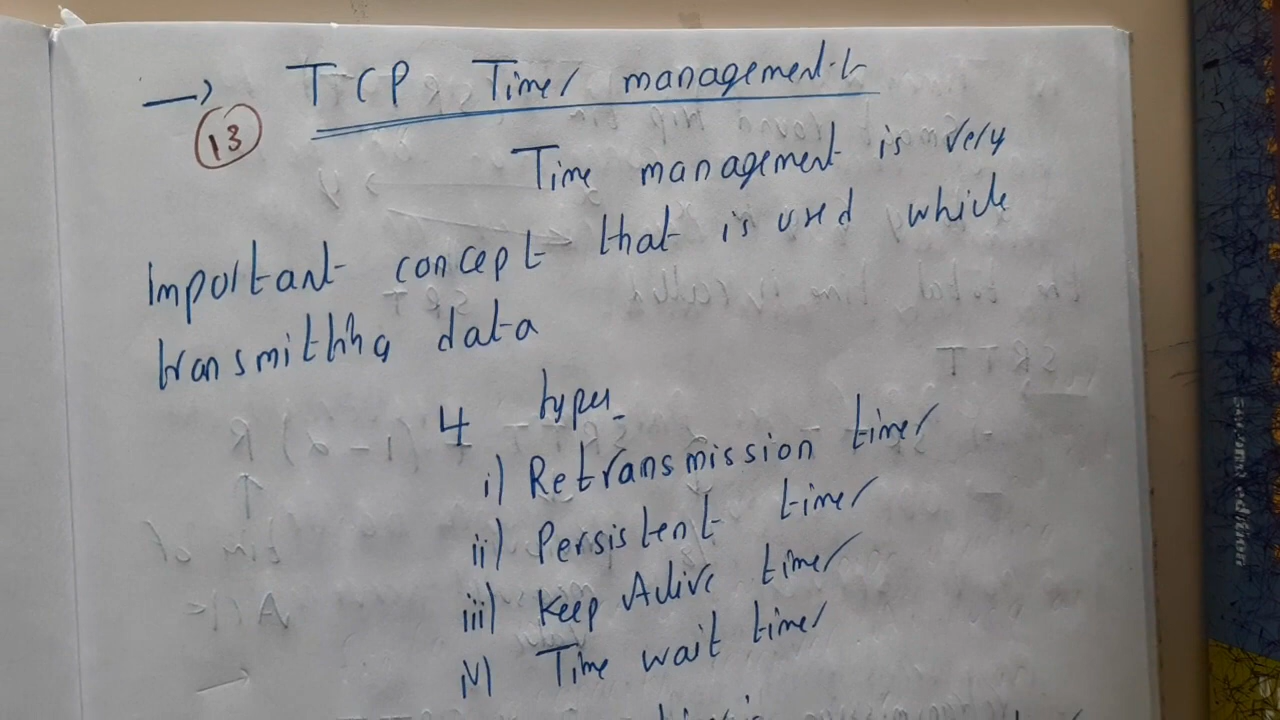 → TCP Timer management
13
Time management is very
Important concept that is used while
transmitting data
4 types
i) Retransmission timer
ii) Persistent timer
iii) Keep Alive timer
iv) Time wait timer